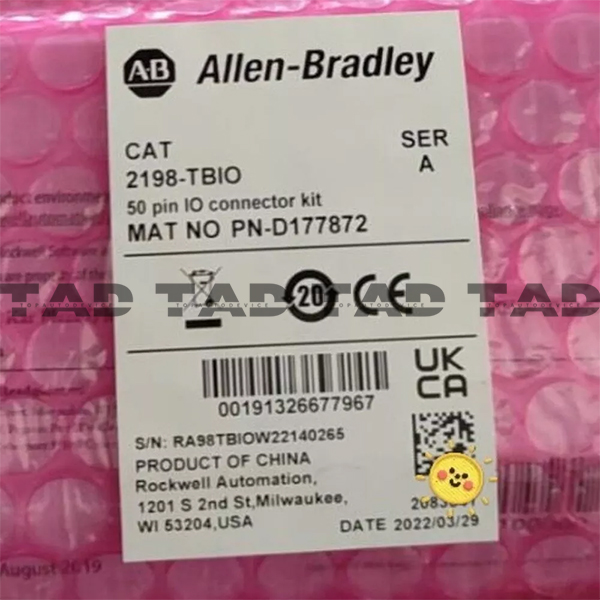 AB Allen-Bradley
CAT
SER
2198-TBIO
A
50 pin IO connector kit
MAT NO PN-D177872
TAD TAD TAD TAD TAD
20
CE
UK
CA
00191326677967
S/N: RA98TBIOW22140265
PRODUCT OF CHINA
Rockwell Automation,
1201 S 2nd St,Milwaukee,
WI 53204,USA
DATE 2022/03/29
August 2019